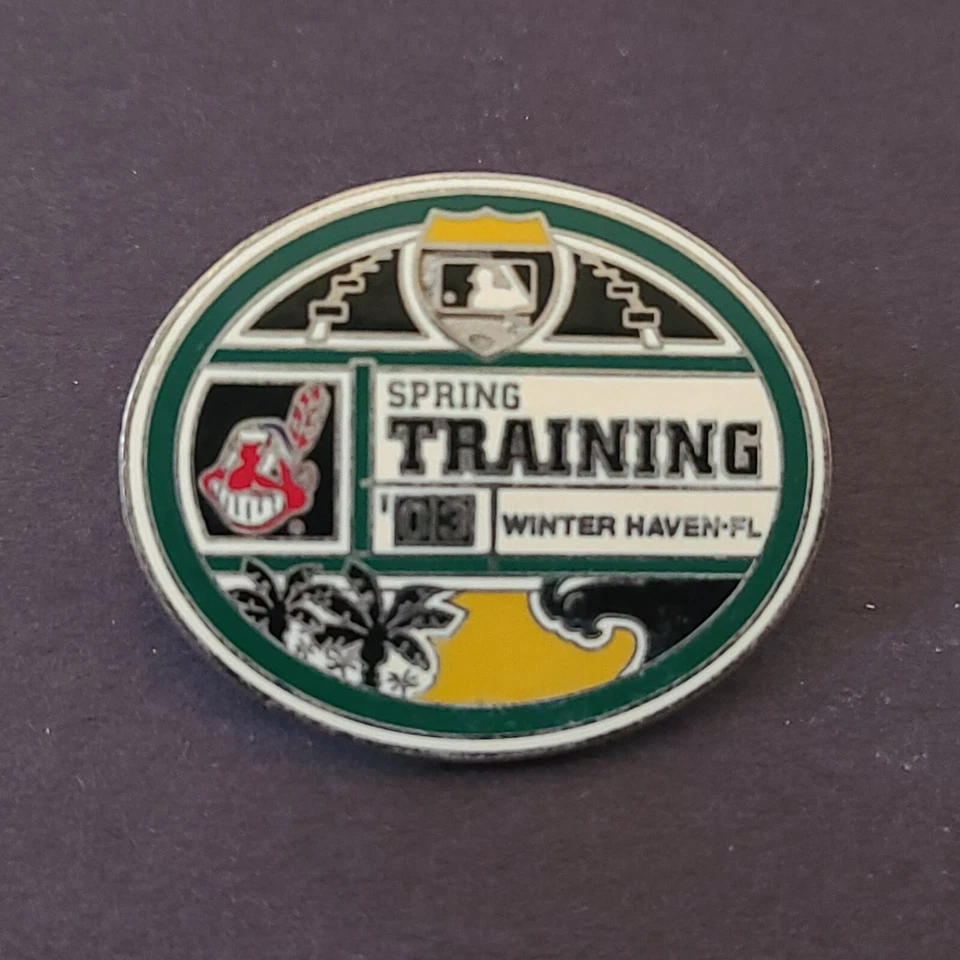 SPRING
TRAINING
'03 WINTER HAVEN·FL
®